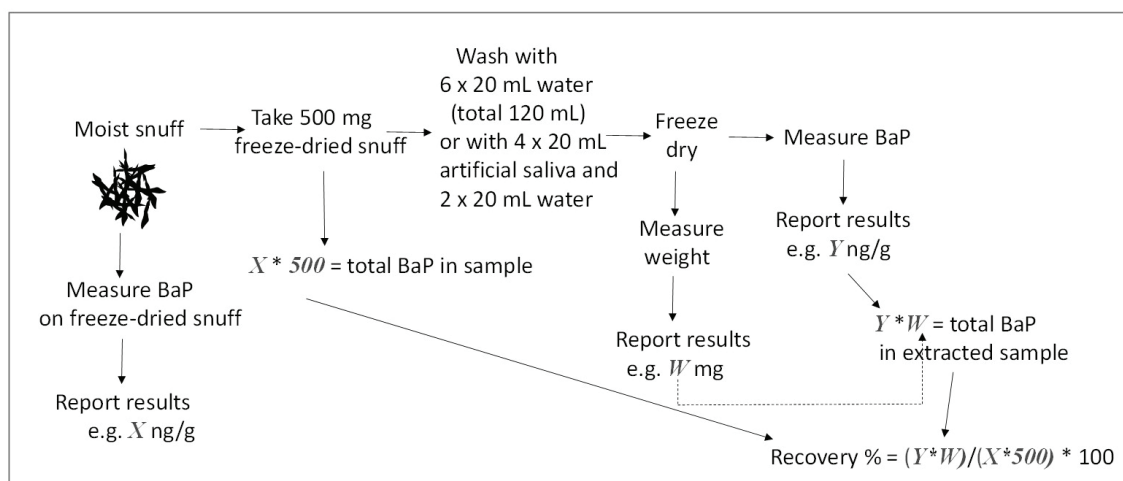 Moist snuff
Measure BaP
on freeze-dried snuff
Report results
e.g. X ng/g
Take 500 mg
freeze-dried snuff
X * 500 = total BaP in sample
Wash with
6 x 20 mL water
(total 120 mL)
or with 4 x 20 mL
artificial saliva and
2 x 20 mL water
Freeze
dry
Measure
weight
Report results
e.g. W mg
Measure BaP
Report results
e.g. Y ng/g
Y *W = total BaP
in extracted sample
Recovery % = (Y*W)/(X*500) * 100